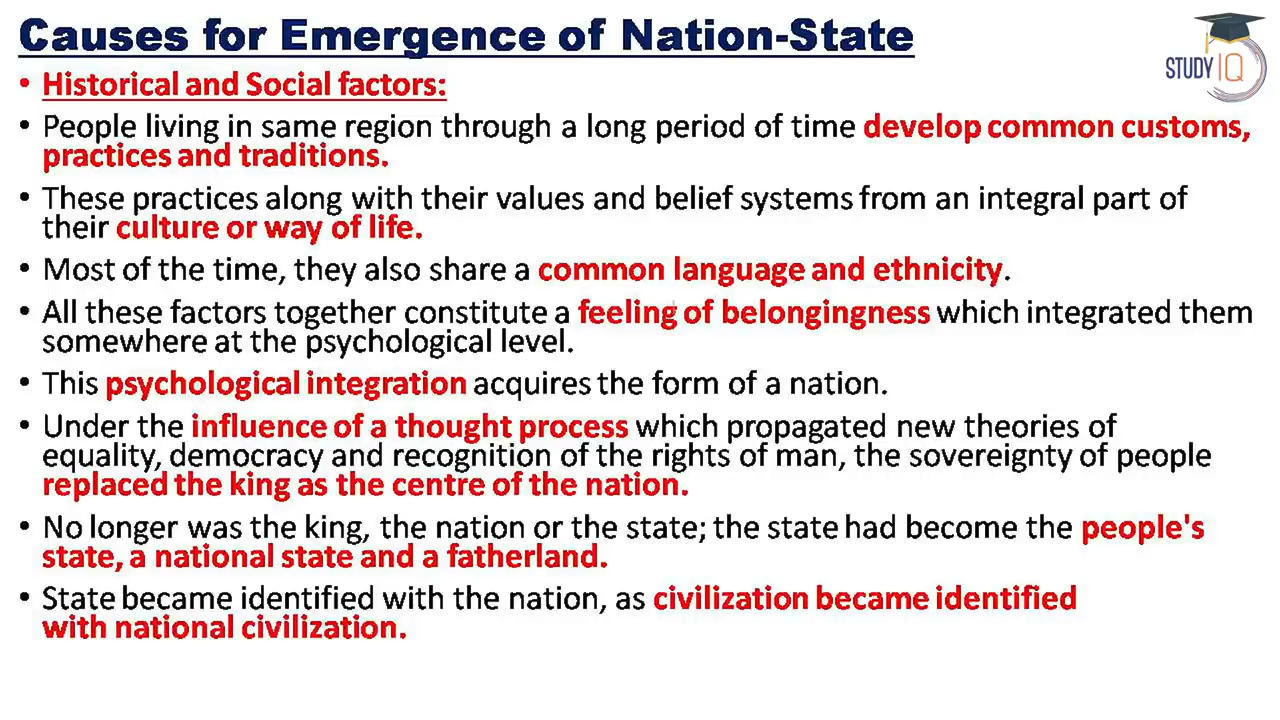 Causes for Emergence of Nation-State
STUDY IQ
• Historical and Social factors:
• People living in same region through a long period of time develop common customs,
practices and traditions.
• These practices along with their values and belief systems from an integral part of
their culture or way of life.
• Most of the time, they also share a common language and ethnicity.
• All these factors together constitute a feeling of belongingness which integrated them
somewhere at the psychological level.
• This psychological integration acquires the form of a nation.
• Under the influence of a thought process which propagated new theories of
equality, democracy and recognition of the rights of man, the sovereignty of people
replaced the king as the centre of the nation.
• No longer was the king, the nation or the state; the state had become the people's
state, a national state and a fatherland.
• State became identified with the nation, as civilization became identified
with national civilization.